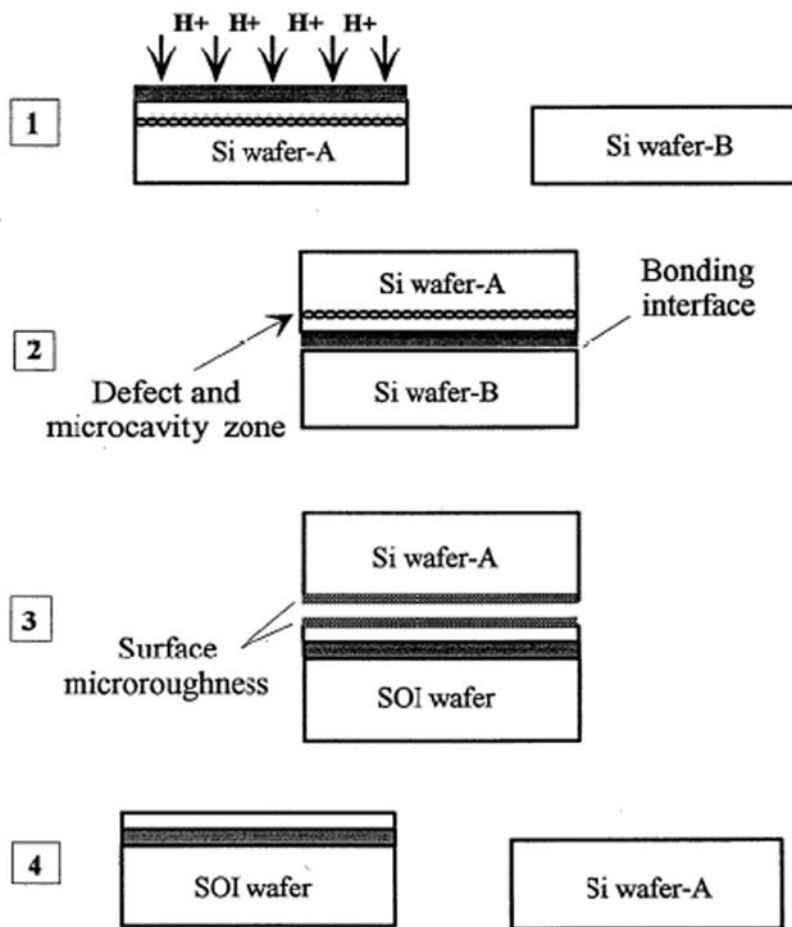 H+ H+ H+ H+
1
Si wafer-A
Si wafer-B
2
Si wafer-A
Bonding
interface
Defect and
microcavity zone
Si wafer-B
3
Si wafer-A
Surface
microroughness
SOI wafer
4
SOI wafer
Si wafer-A